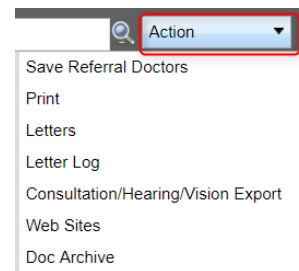 Action
Save Referral Doctors
Print
Letters
Letter Log
Consultation/Hearing/Vision Export
Web Sites
Doc Archive